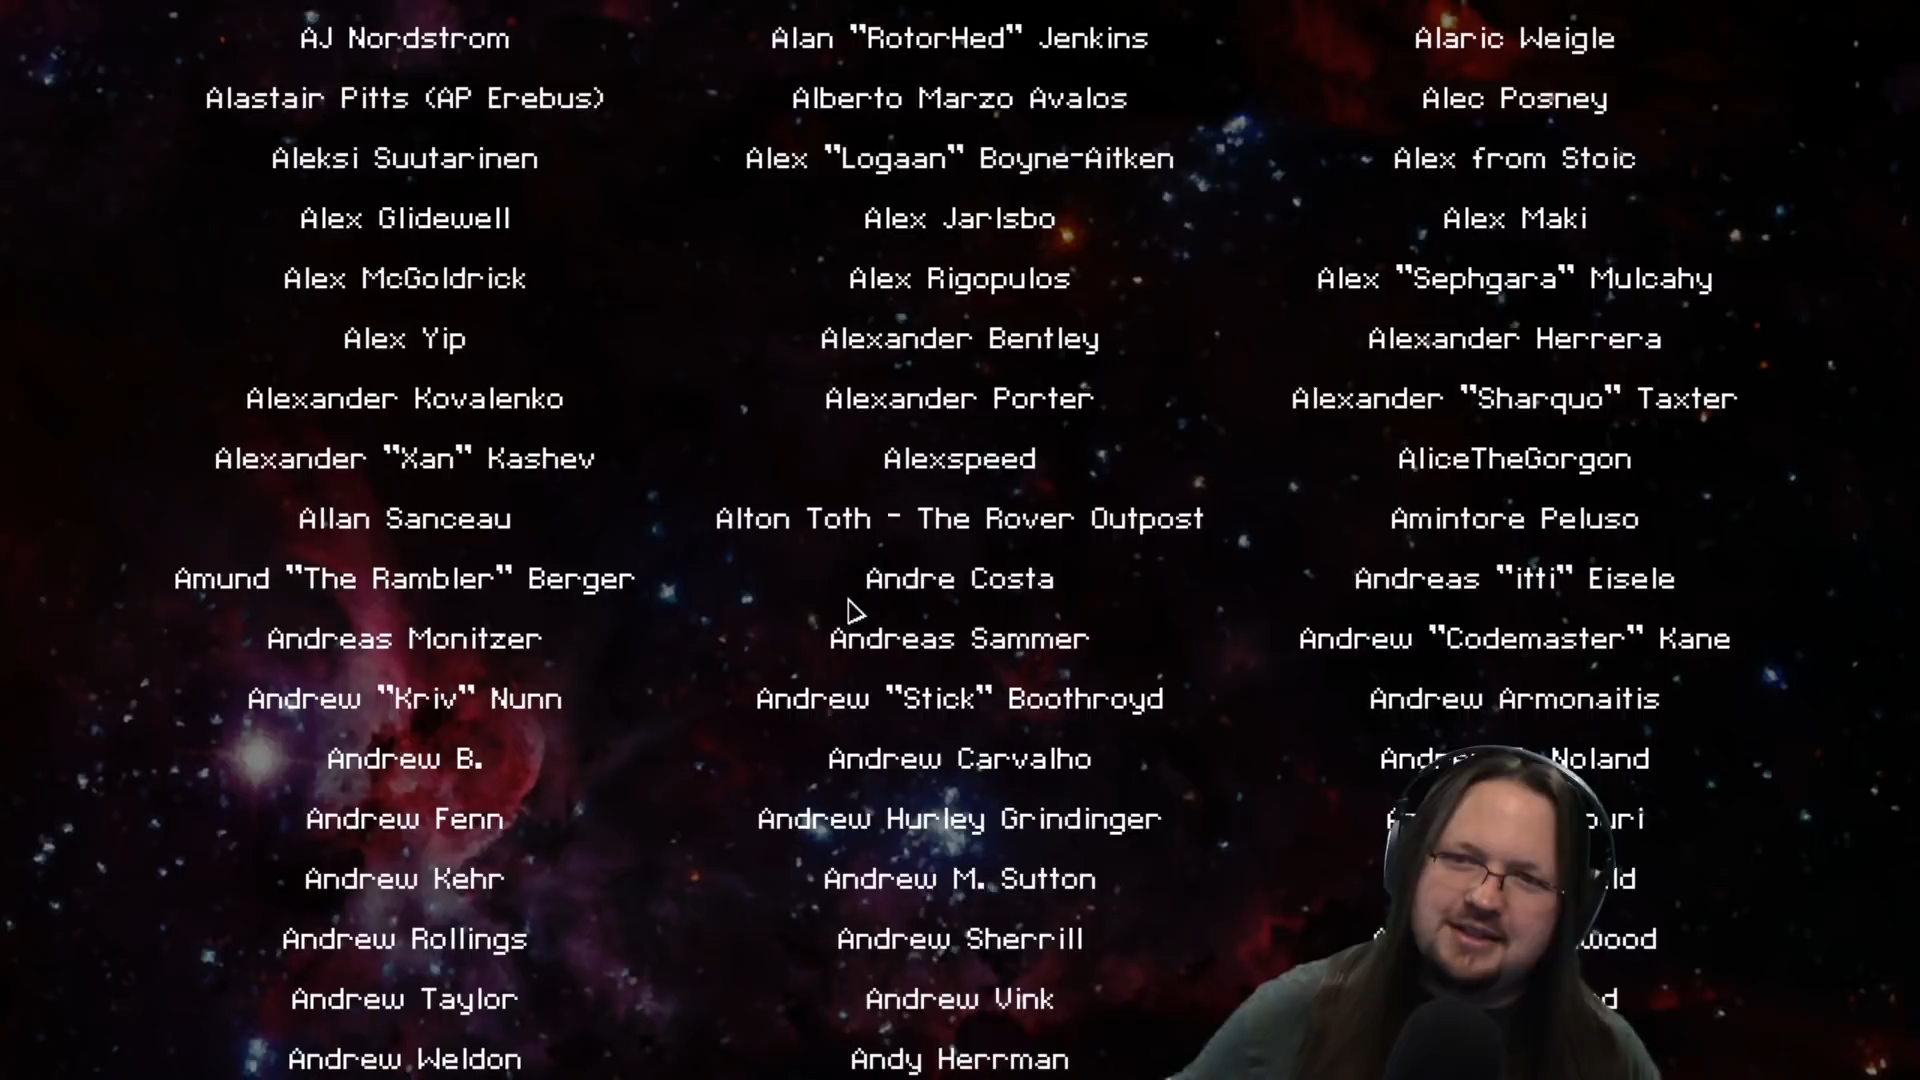 AJ Nordstrom Alan "RotorHed" Jenkins Alaric Weigle
Alastair Pitts (AP Erebus) Alberto Marzo Avalos Alec Posney
Aleksi Suutarinen Alex "Logaan" Boyne-Aitken Alex from Stoic
Alex Glidewell Alex Jarlsbo Alex Maki
Alex McGoldrick Alex Rigopulos Alex "Sephgara" Mulcahy
Alex Yip Alexander Bentley Alexander Herrera
Alexander Kovalenko Alexander Porter Alexander "Sharquo" Taxter
Alexander "Xan" Kashev Alexspeed AliceTheGorgon
Allan Sanceau Alton Toth - The Rover Outpost Amintore Peluso
Amund "The Rambler" Berger Andre Costa Andreas "itti" Eisele
Andreas Monitzer Andreas Sammer Andrew "Codemaster" Kane
Andrew "Kriv" Nunn Andrew "Stick" Boothroyd Andrew Armonaitis
Andrew B. Andrew Carvalho Noland
Andrew Fenn Andrew Hurley Grindinger
Andrew Kehr Andrew M. Sutton
Andrew Rollings Andrew Sherrill
Andrew Taylor Andrew Vink
Andrew Weldon Andy Herrman